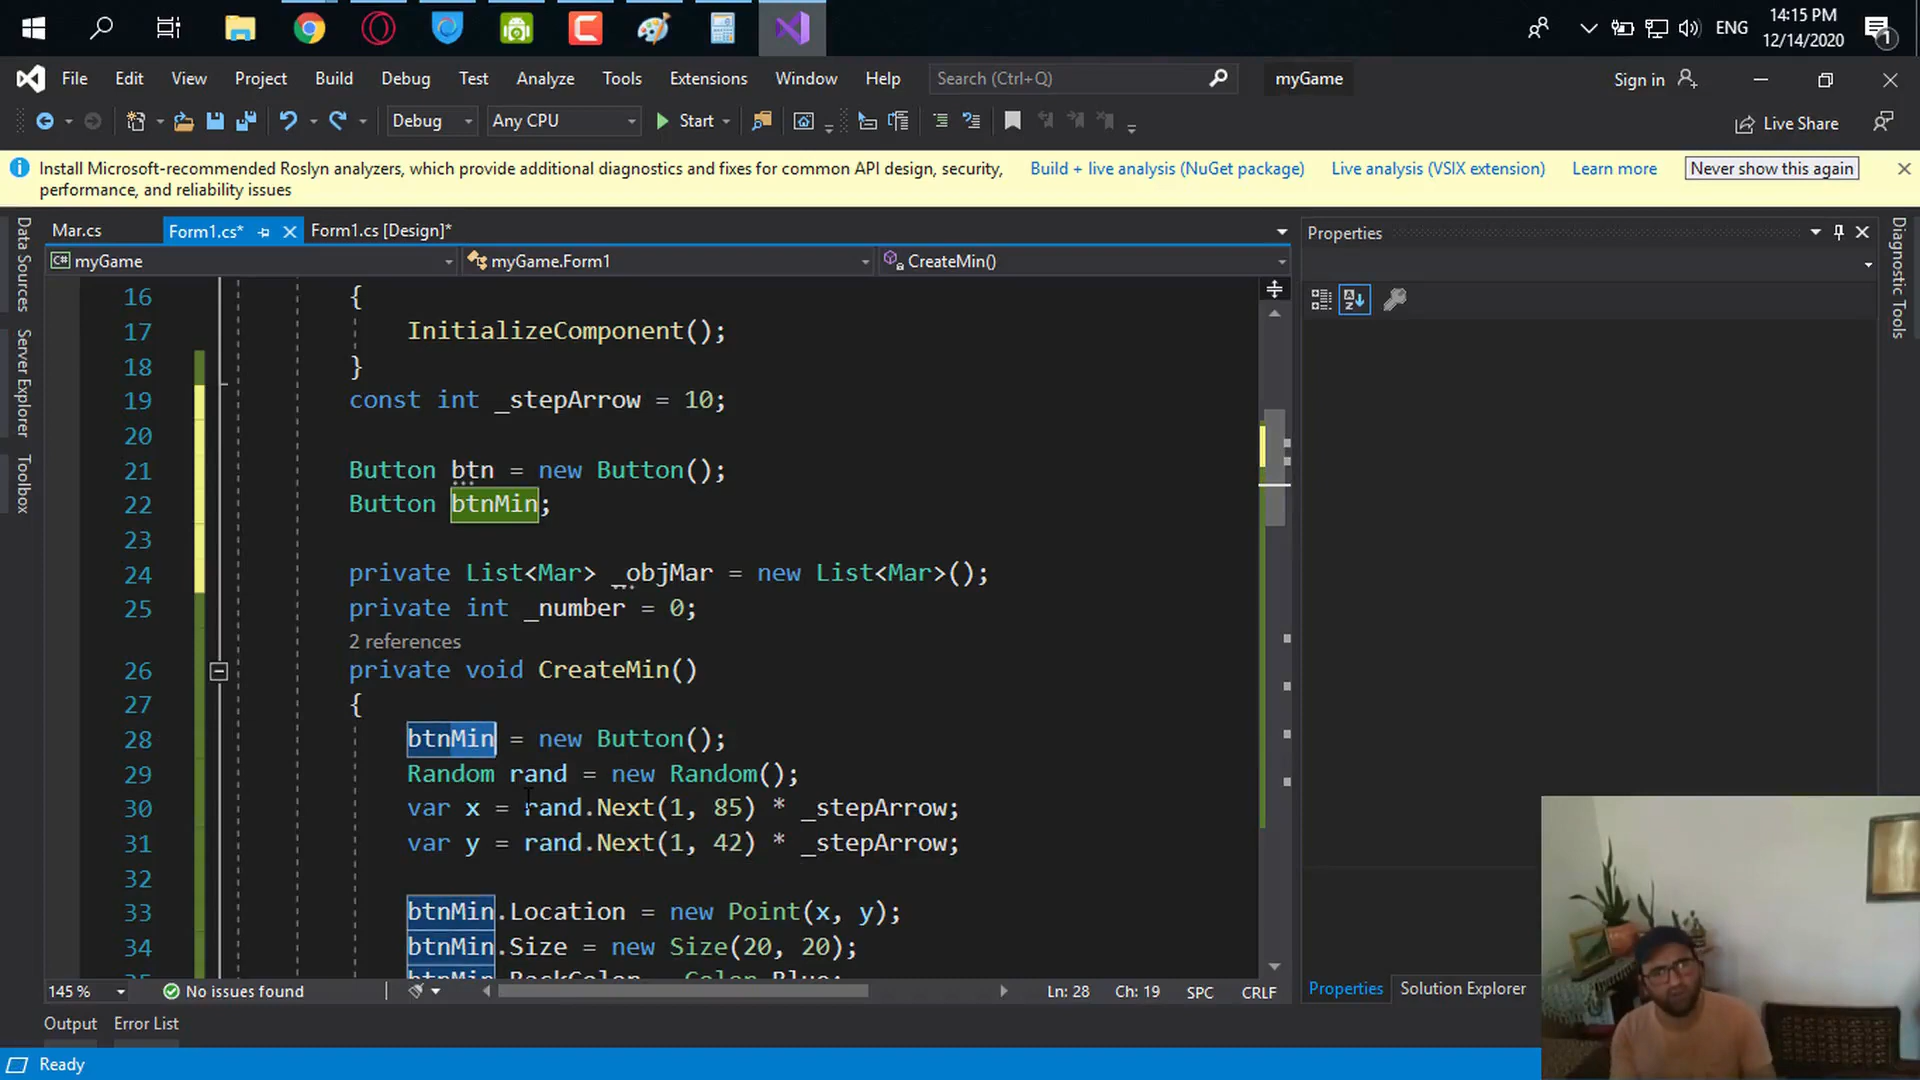 ENG
14:15 PM
12/14/2020
1
File Edit View Project Build Debug Test Analyze Tools Extensions Window Help Search (Ctrl+Q) myGame Sign in
Debug Any CPU Start Live Share
Install Microsoft-recommended Roslyn analyzers, which provide additional diagnostics and fixes for common API design, security, Build + live analysis (NuGet package) Live analysis (VSIX extension) Learn more Never show this again
performance, and reliability issues
Mar.cs Form1.cs* Form1.cs [Design]*
Properties
myGame myGame.Form1 CreateMin()
Data Sources
Server Explorer
Toolbox
Diagnostic Tools
16 {
17 InitializeComponent();
18 }
19 const int _stepArrow = 10;
20
21 Button btn = new Button();
22 Button btnMin;
23
24 private List<Mar> _objMar = new List<Mar>();
25 private int _number = 0;
2 references
26 private void CreateMin()
27 {
28 btnMin = new Button();
29 Random rand = new Random();
30 var x = rand.Next(1, 85) * _stepArrow;
31 var y = rand.Next(1, 42) * _stepArrow;
32
33 btnMin.Location = new Point(x, y);
34 btnMin.Size = new Size(20, 20);
35 btnMin.BackColor = Color.Blue;
145 % No issues found Ln: 28 Ch: 19 SPC CRLF
Properties Solution Explorer
Output Error List
Ready